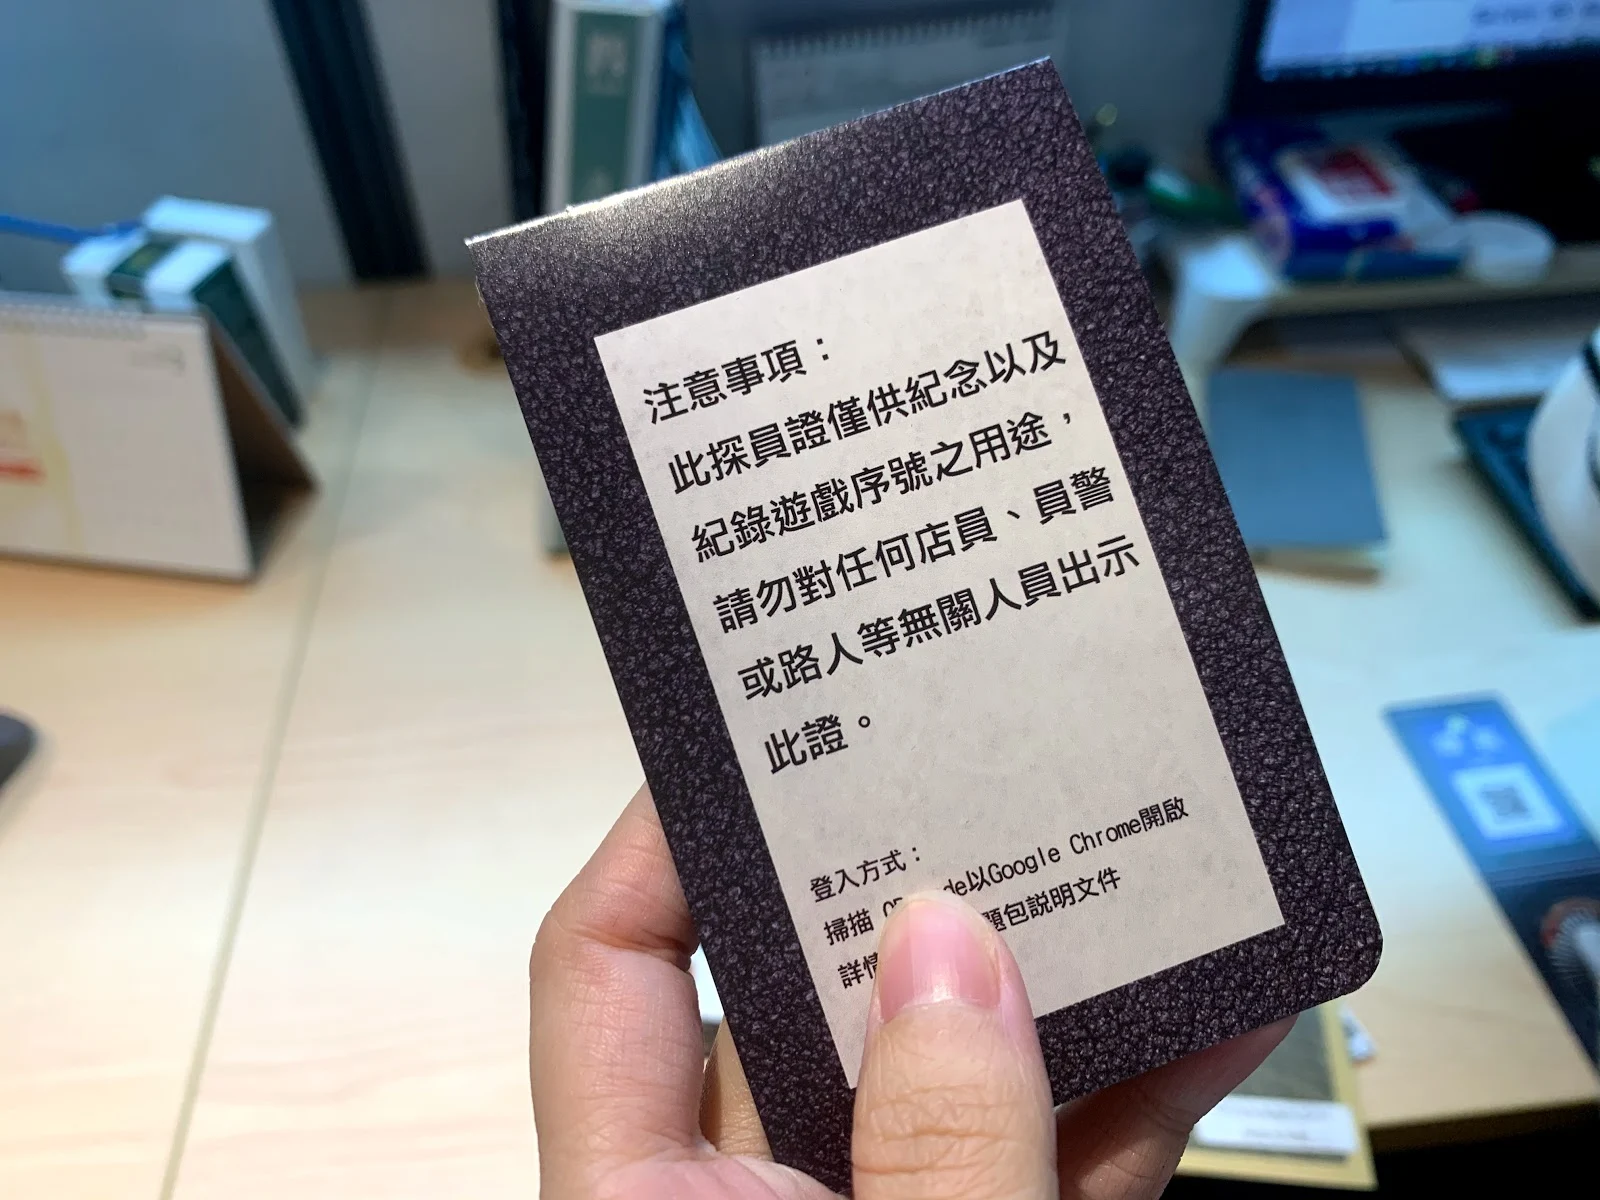 注意事項：
此探員證僅供紀念以及
紀錄遊戲序號之用途，
請勿對任何店員、員警
或路人等無關人員出示
此證。
登入方式：
掃描 de以Google Chrome開啟
詳情 題包説明文件